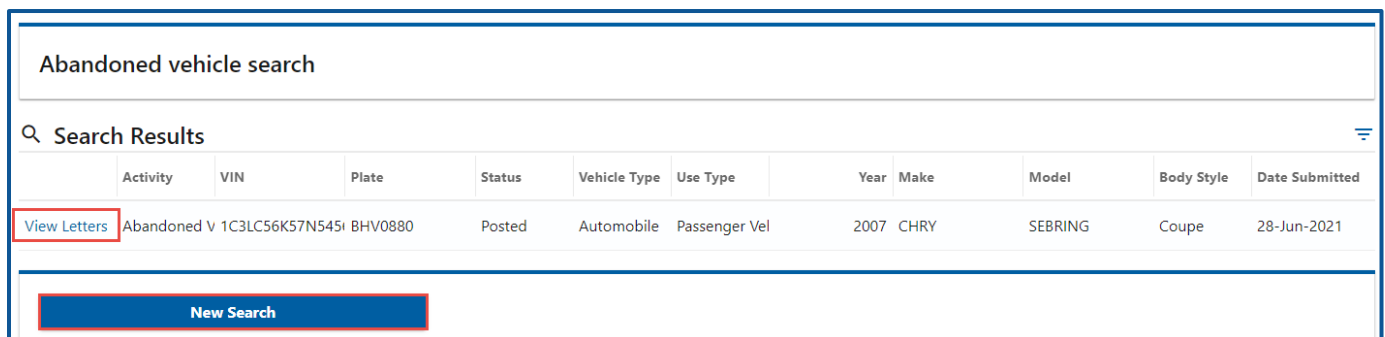 Abandoned vehicle search
Search Results
Activity VIN Plate Status Vehicle Type Use Type Year Make Model Body Style Date Submitted
View Letters Abandoned V 1C3LC56K57N545 BHV0880 Posted Automobile Passenger Vel 2007 CHRY SEBRING Coupe 28-Jun-2021
New Search